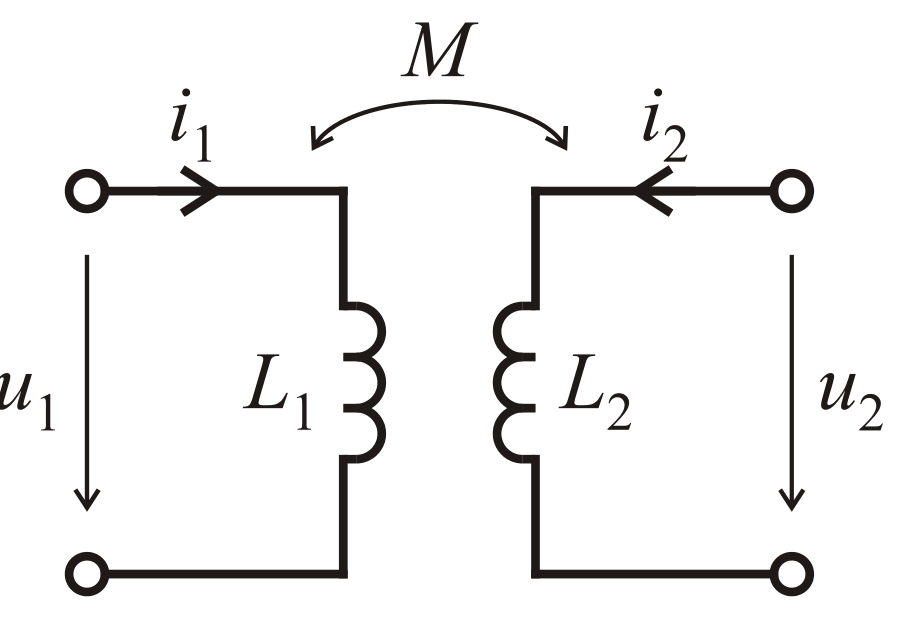 M
i₁ i₂
u₁ L₁ L₂ u₂